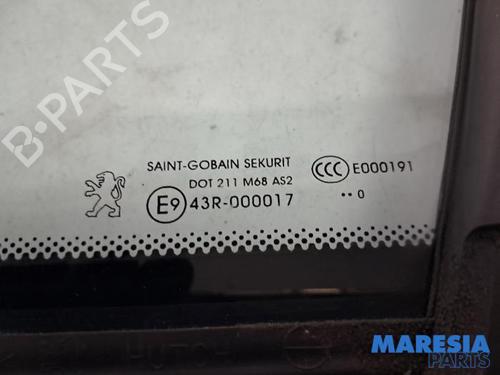 B-PARTS
SAINT-GOBAIN SEKURIT
DOT 211 M68 AS2
E9 43R-000017
CCC E000191
•• 0
MARESIA
PARTS